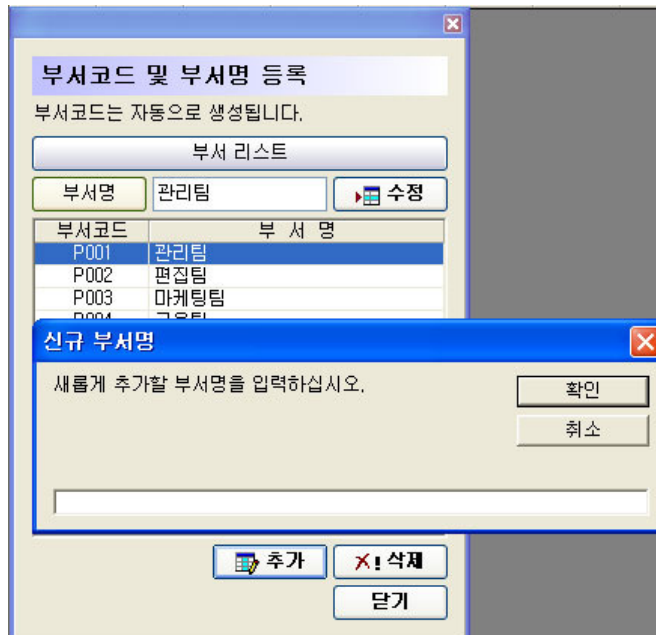 부서코드 및 부서명 등록
부서코드는 자동으로 생성됩니다.
부서 리스트
부서명 관리팀 수정
부서코드 부 서 명
P001 관리팀
P002 편집팀
P003 마케팅팀
신규 부서명
새롭게 추가할 부서명을 입력하십시오.
확인
취소
추가 삭제
닫기